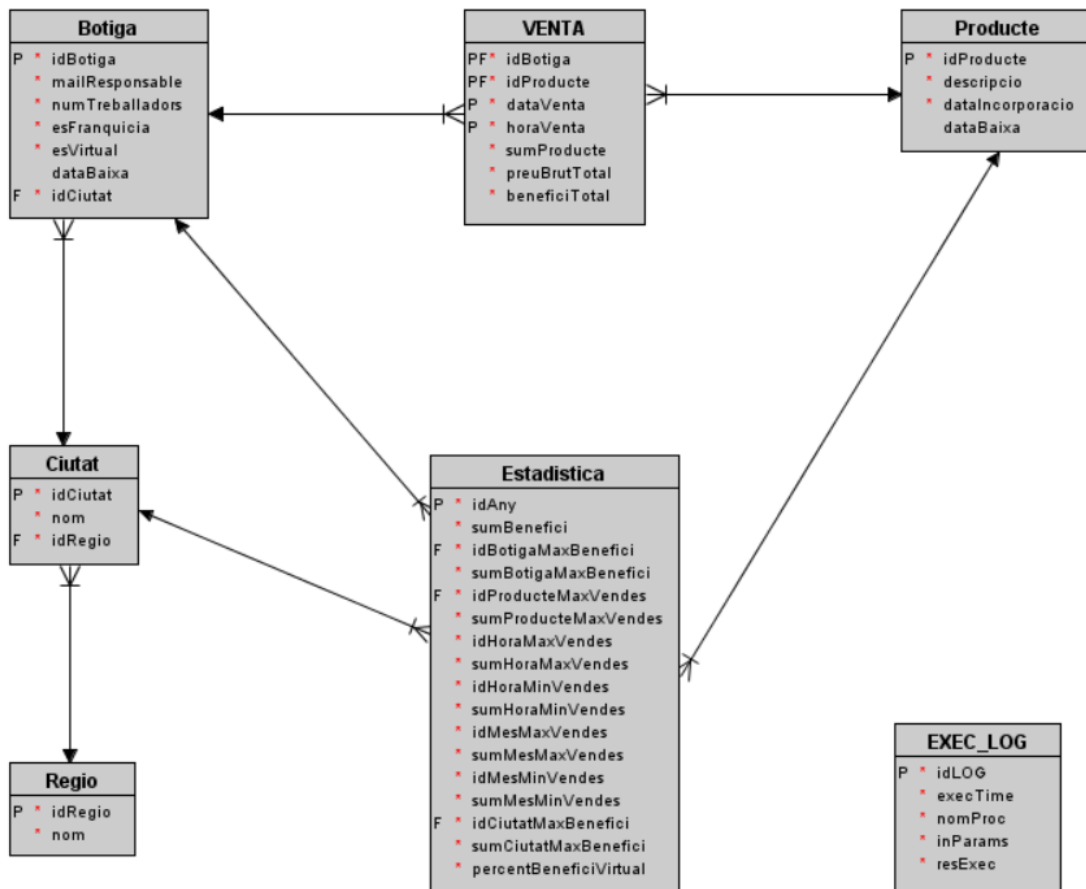 Botiga
P * idBotiga
* mailResponsable
* numTreballadors
* esFranquicia
* esVirtual
dataBaixa
F * idCiutat
VENTA
PF * idBotiga
PF * idProducte
P * dataVenta
P * horaVenta
* sumProducte
* preuBrutTotal
* beneficiTotal
Producte
P * idProducte
* descripcio
* dataIncorporacio
dataBaixa
Ciutat
P * idCiutat
* nom
F * idRegio
Estadistica
P * idAny
* sumBenefici
F * idBotigaMaxBenefici
* sumBotigaMaxBenefici
F * idProducteMaxVendes
* sumProducteMaxVendes
* idHoraMaxVendes
* sumHoraMaxVendes
* idHoraMinVendes
* sumHoraMinVendes
* idMesMaxVendes
* sumMesMaxVendes
* idMesMinVendes
* sumMesMinVendes
F * idCiutatMaxBenefici
* sumCiutatMaxBenefici
* percentBeneficiVirtual
Regio
P * idRegio
* nom
EXEC_LOG
P * idLOG
* execTime
* nomProc
* inParams
* resExec